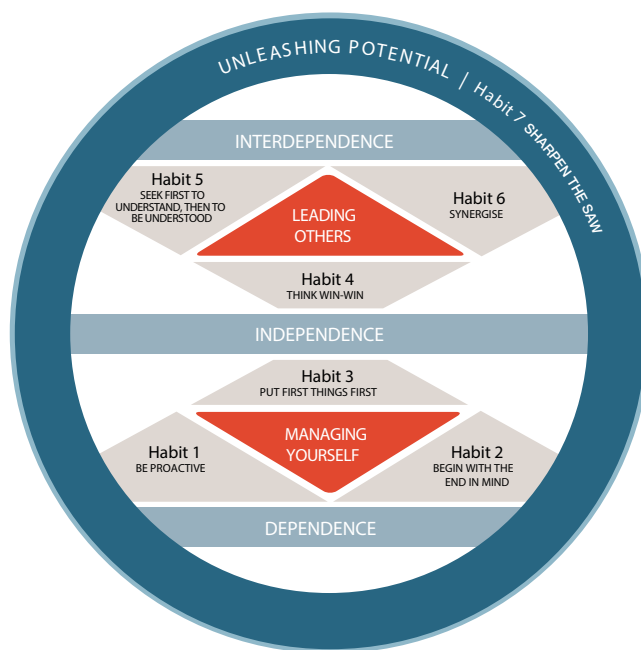 UNLEASHING POTENTIAL | Habit 7 SHARPEN THE SAW
INTERDEPENDENCE
Habit 5
SEEK FIRST TO
UNDERSTAND, THEN TO
BE UNDERSTOOD
LEADING
OTHERS
Habit 6
SYNERGISE
Habit 4
THINK WIN-WIN
INDEPENDENCE
Habit 3
PUT FIRST THINGS FIRST
Habit 1
BE PROACTIVE
MANAGING
YOURSELF
Habit 2
BEGIN WITH THE
END IN MIND
DEPENDENCE